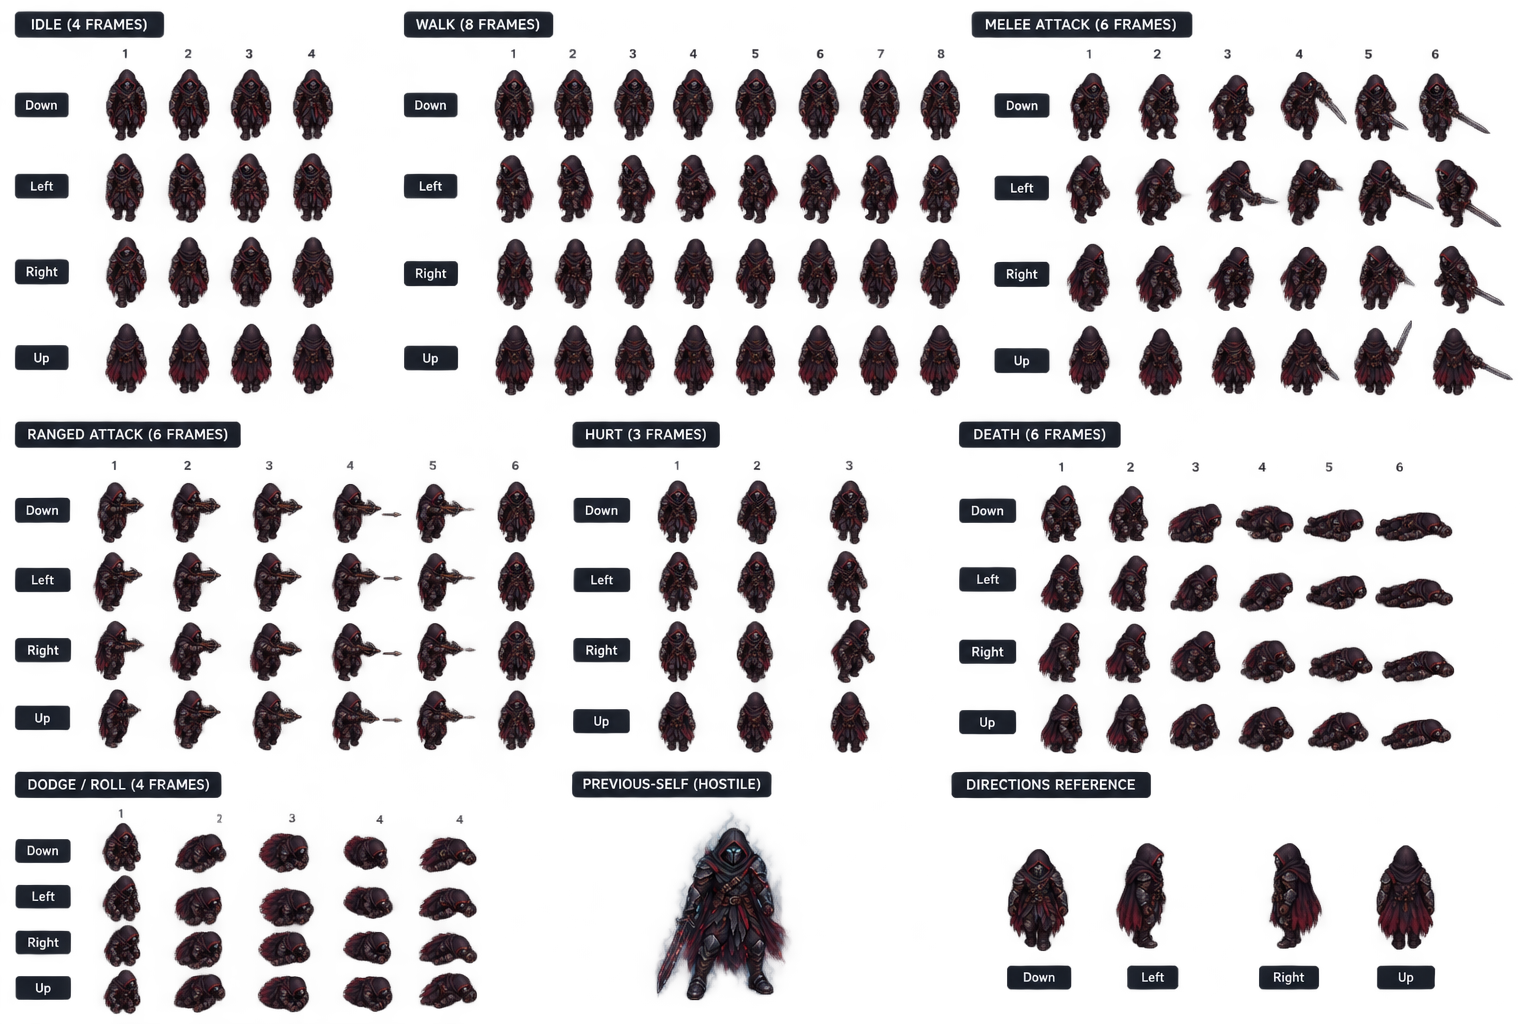 IDLE (4 FRAMES)
1 2 3 4
Down
Left
Right
Up
WALK (8 FRAMES)
1 2 3 4 5 6 7 8
Down
Left
Right
Up
MELEE ATTACK (6 FRAMES)
1 2 3 4 5 6
Down
Left
Right
Up
RANGED ATTACK (6 FRAMES)
1 2 3 4 5 6
Down
Left
Right
Up
HURT (3 FRAMES)
1 2 3
Down
Left
Right
Up
DEATH (6 FRAMES)
1 2 3 4 5 6
Down
Left
Right
Up
DODGE / ROLL (4 FRAMES)
1 2 3 4 4
Down
Left
Right
Up
PREVIOUS-SELF (HOSTILE)
DIRECTIONS REFERENCE
Down Left Right Up